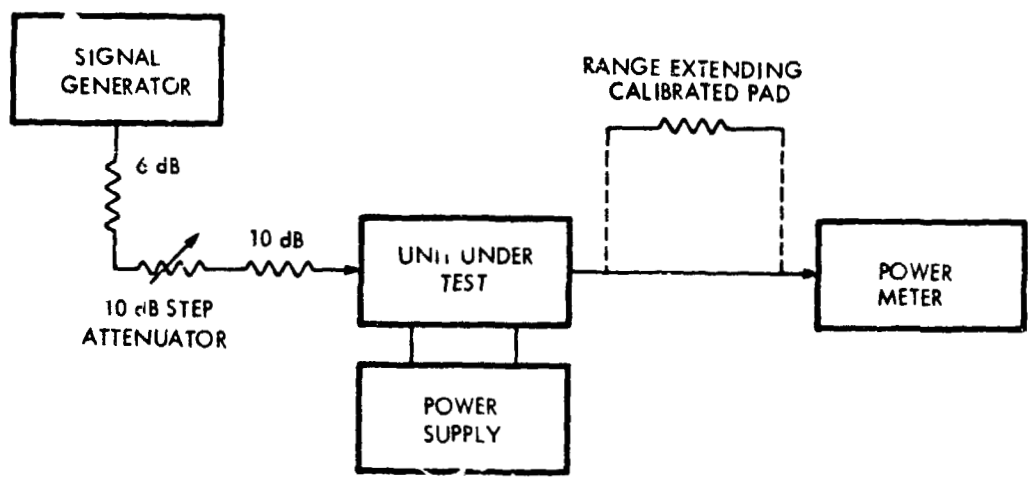 SIGNAL
GENERATOR
6 dB
10 dB STEP
ATTENUATOR
10 dB
UNIT UNDER
TEST
POWER
SUPPLY
RANGE EXTENDING
CALIBRATED PAD
POWER
METER